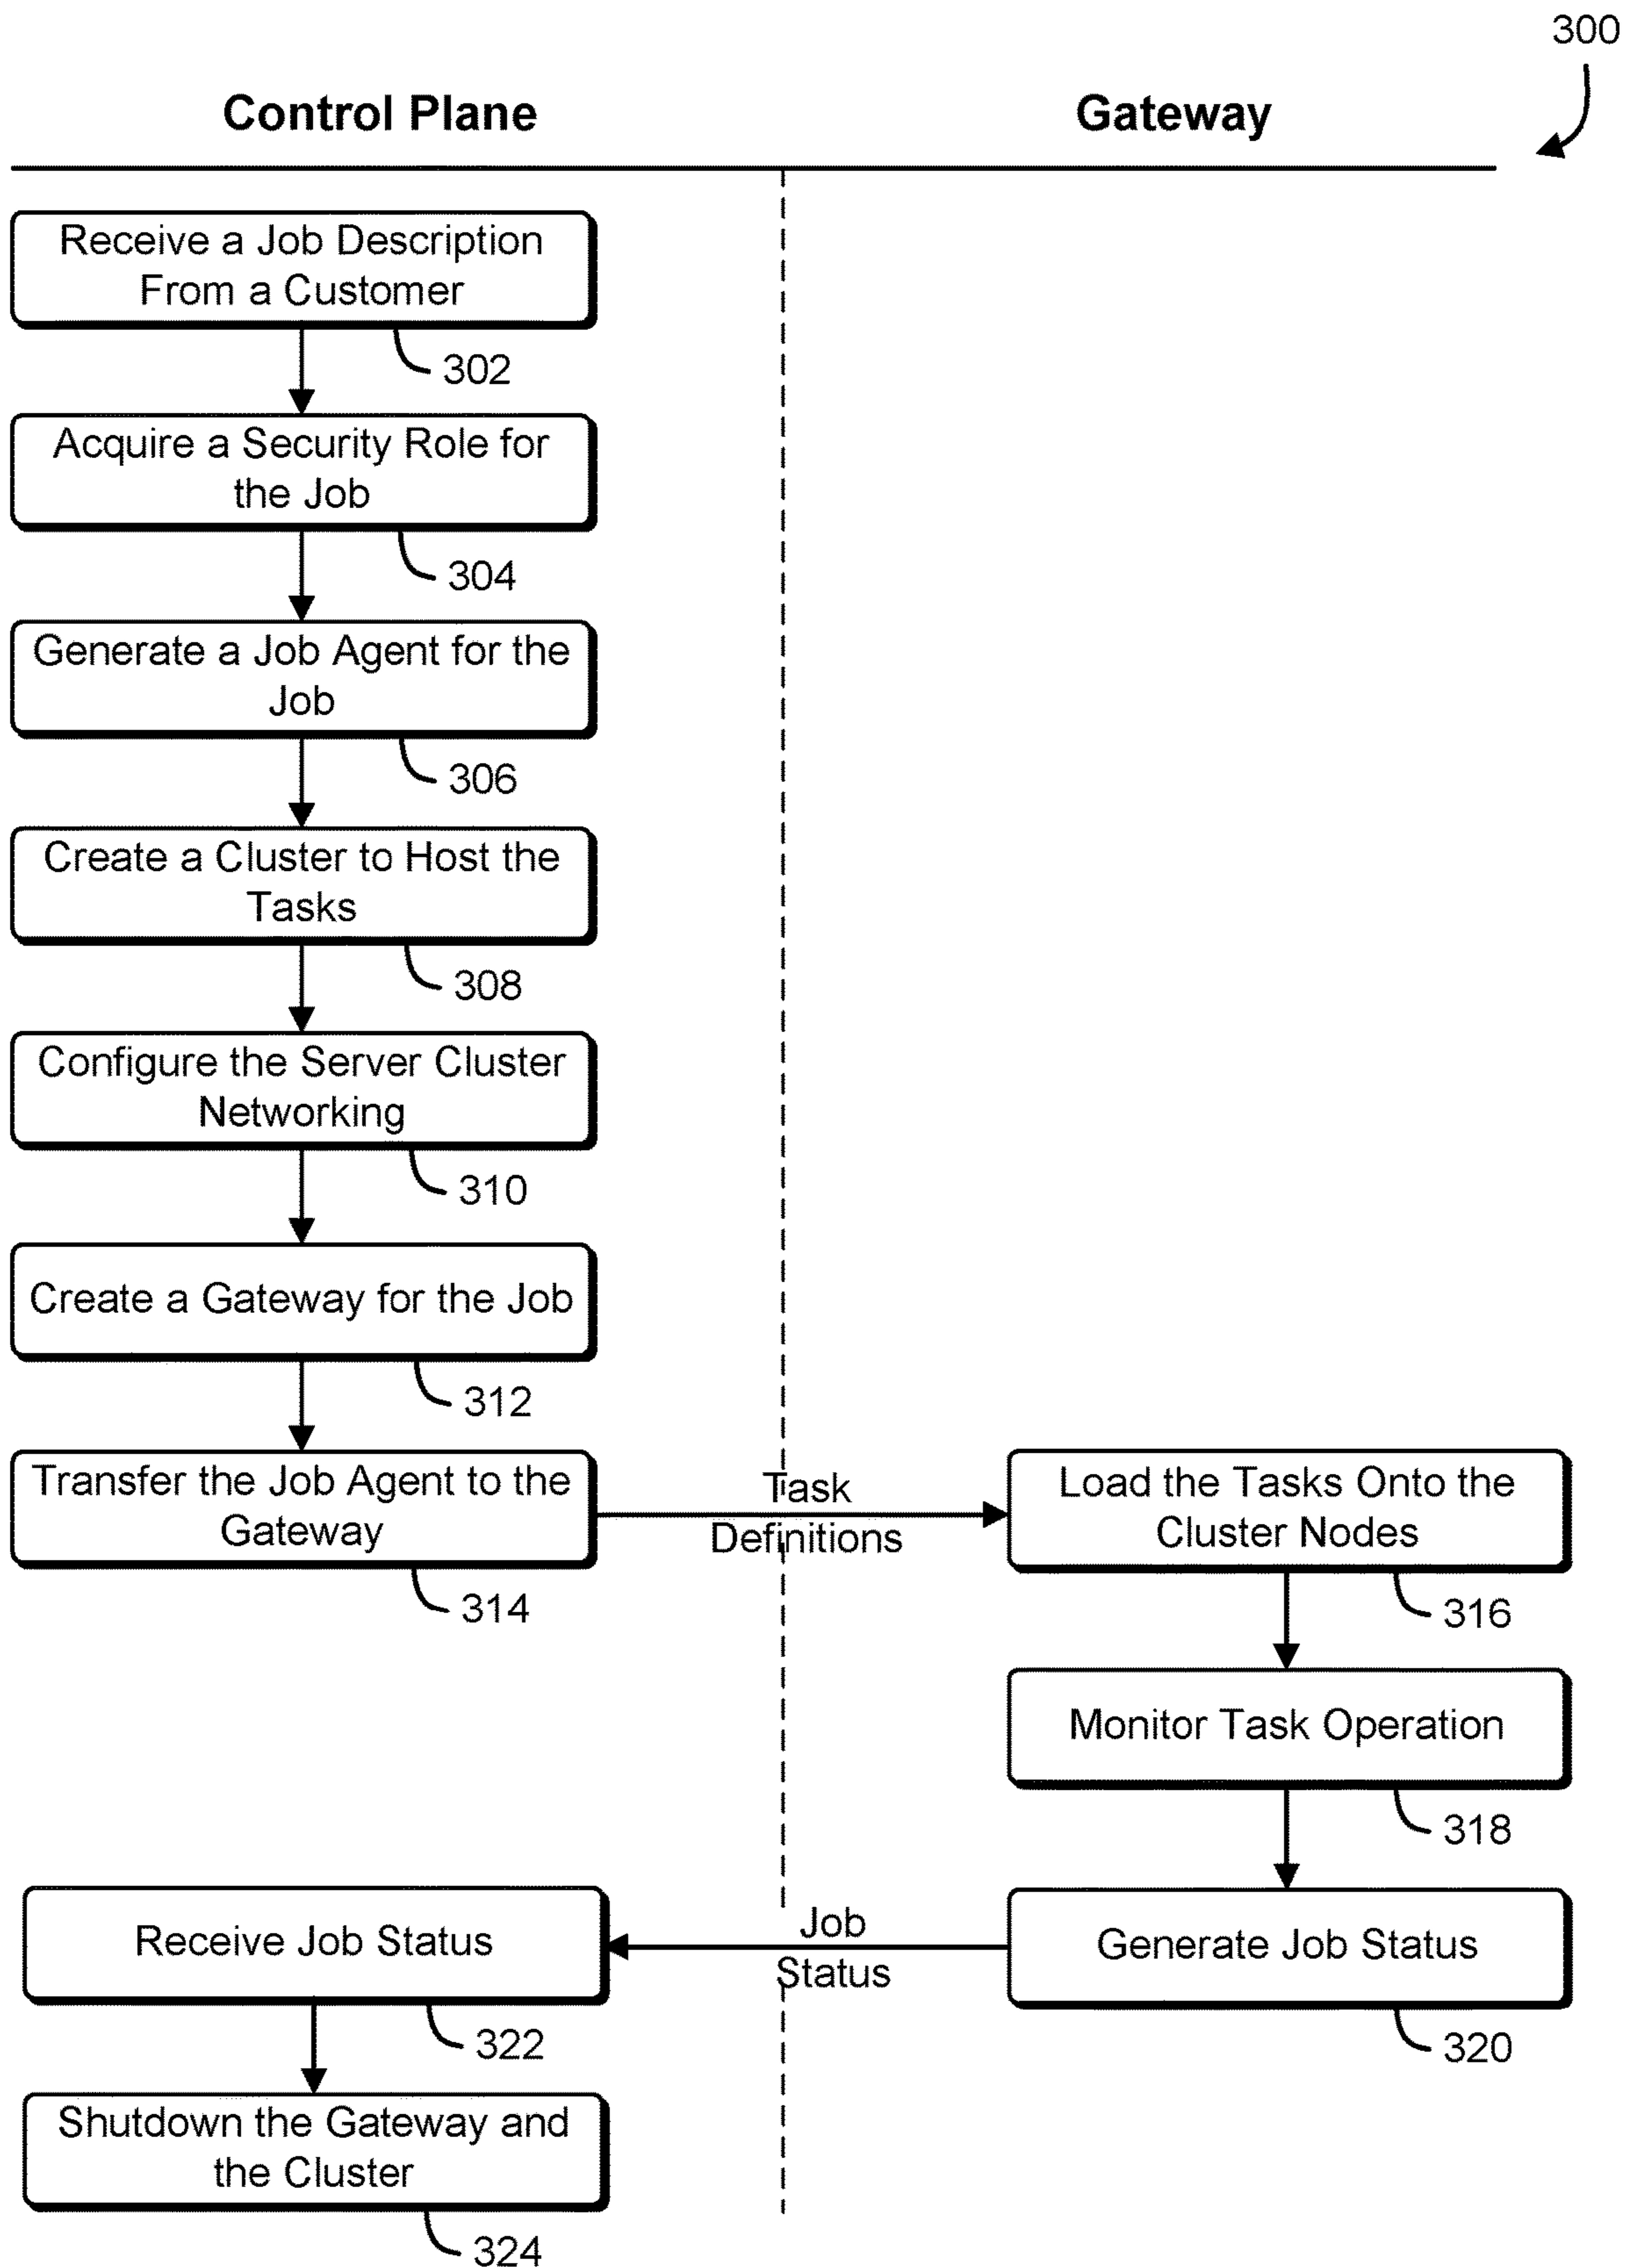 300
Control Plane
Gateway
Receive a Job Description
From a Customer
302
Acquire a Security Role for
the Job
304
Generate a Job Agent for the
Job
306
Create a Cluster to Host the
Tasks
308
Configure the Server Cluster
Networking
310
Create a Gateway for the Job
312
Transfer the Job Agent to the
Gateway
314
Task
Definitions
Load the Tasks Onto the
Cluster Nodes
316
Monitor Task Operation
318
Generate Job Status
320
Job
Status
Receive Job Status
322
Shutdown the Gateway and
the Cluster
324